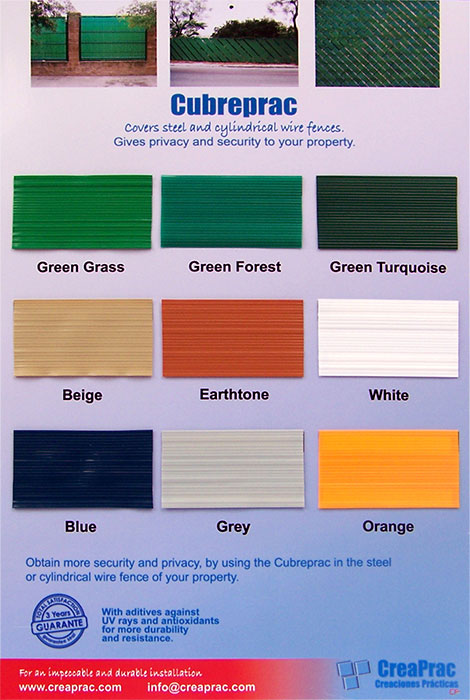 Cubreprac
Covers steel and cylindrical wire fences.
Gives privacy and security to your property.
Green Grass
Green Forest
Green Turquoise
Beige
Earthtone
White
Blue
Grey
Orange
Obtain more security and privacy, by using the Cubreprac in the steel
or cylindrical wire fence of your property.
TOTAL SATISFACTION
3 Years
GUARANTE
With aditives against
UV rays and antioxidants
for more durability
and resistance.
For an impeccable and durable installation
www.creaprac.com
info@creaprac.com
CreaPrac
Creaciones Prácticas